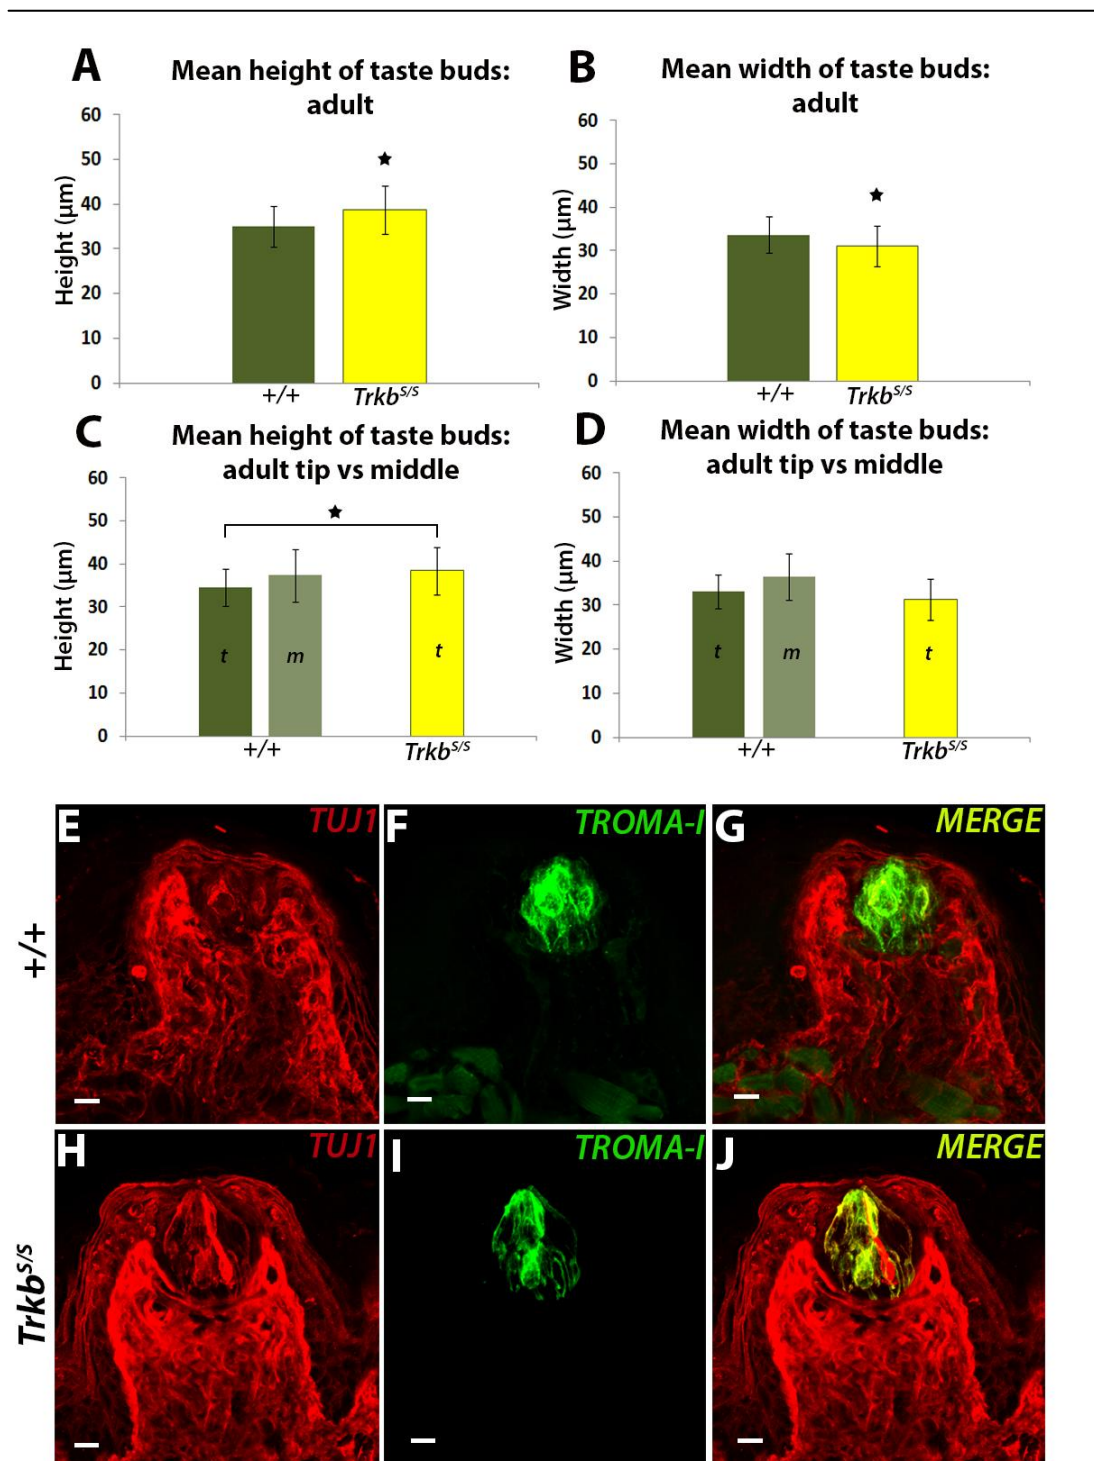 A
Mean height of taste buds:
adult
Height (µm)
60
50
40
30
20
10
0
+/+
Trkb^S/S
B
Mean width of taste buds:
adult
Width (µm)
60
50
40
30
20
10
0
+/+
Trkb^S/S
C
Mean height of taste buds:
adult tip vs middle
Height (µm)
60
50
40
30
20
10
0
t
m
t
+/+
Trkb^S/S
D
Mean width of taste buds:
adult tip vs middle
Width (µm)
60
50
40
30
20
10
0
t
m
t
+/+
Trkb^S/S
+/+
E
TUJ1
F
TROMA-I
G
MERGE
Trkb^S/S
H
TUJ1
I
TROMA-I
J
MERGE